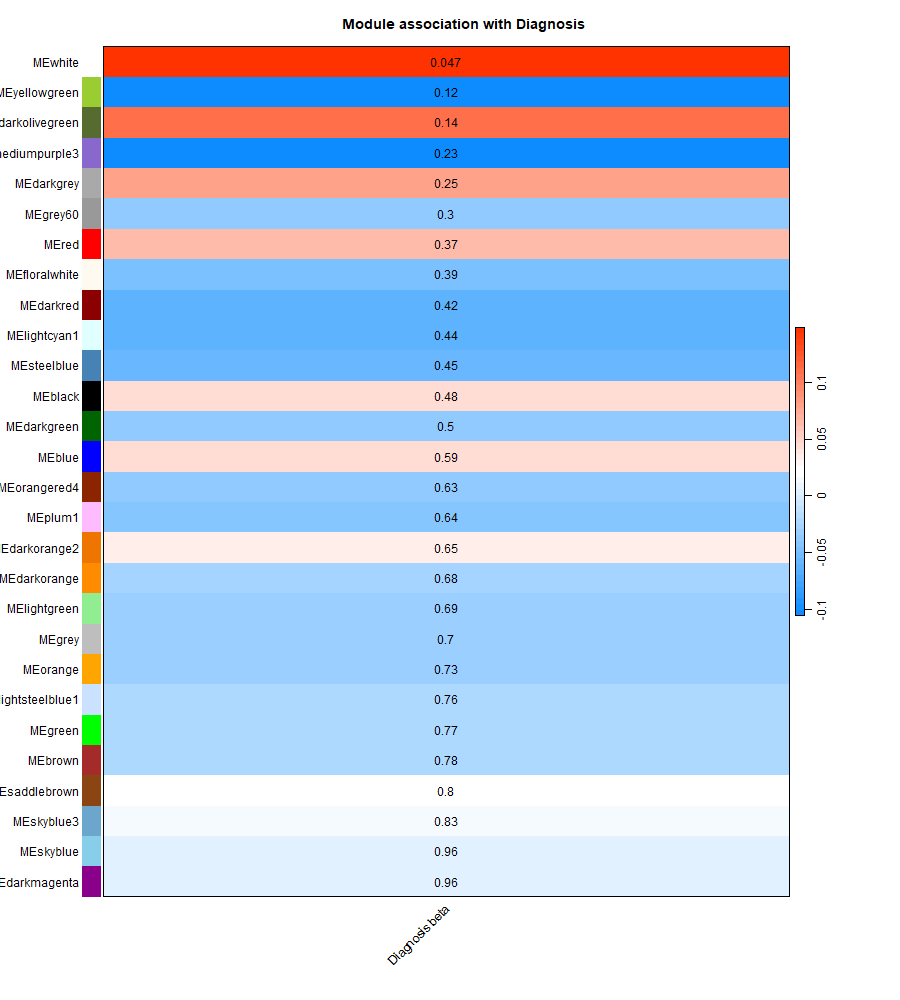 Module association with Diagnosis
MEwhite 0.047
MEyellowgreen 0.12
darkolivegreen 0.14
mediumpurple3 0.23
MEdarkgrey 0.25
MEgrey60 0.3
MEred 0.37
MEfloralwhite 0.39
MEdarkred 0.42
MElightcyan1 0.44
MEsteelblue 0.45
MEblack 0.48
MEdarkgreen 0.5
MEblue 0.59
MEorangered4 0.63
MEplum1 0.64
Edarkorange2 0.65
MEdarkorange 0.68
MElightgreen 0.69
MEgrey 0.7
MEorange 0.73
lightsteelblue1 0.76
MEgreen 0.77
MEbrown 0.78
Esaddlebrown 0.8
MEskyblue3 0.83
MEskyblue 0.96
Edarkmagenta 0.96
Diagnosis beta
0.1
0.05
0
-0.05
-0.1